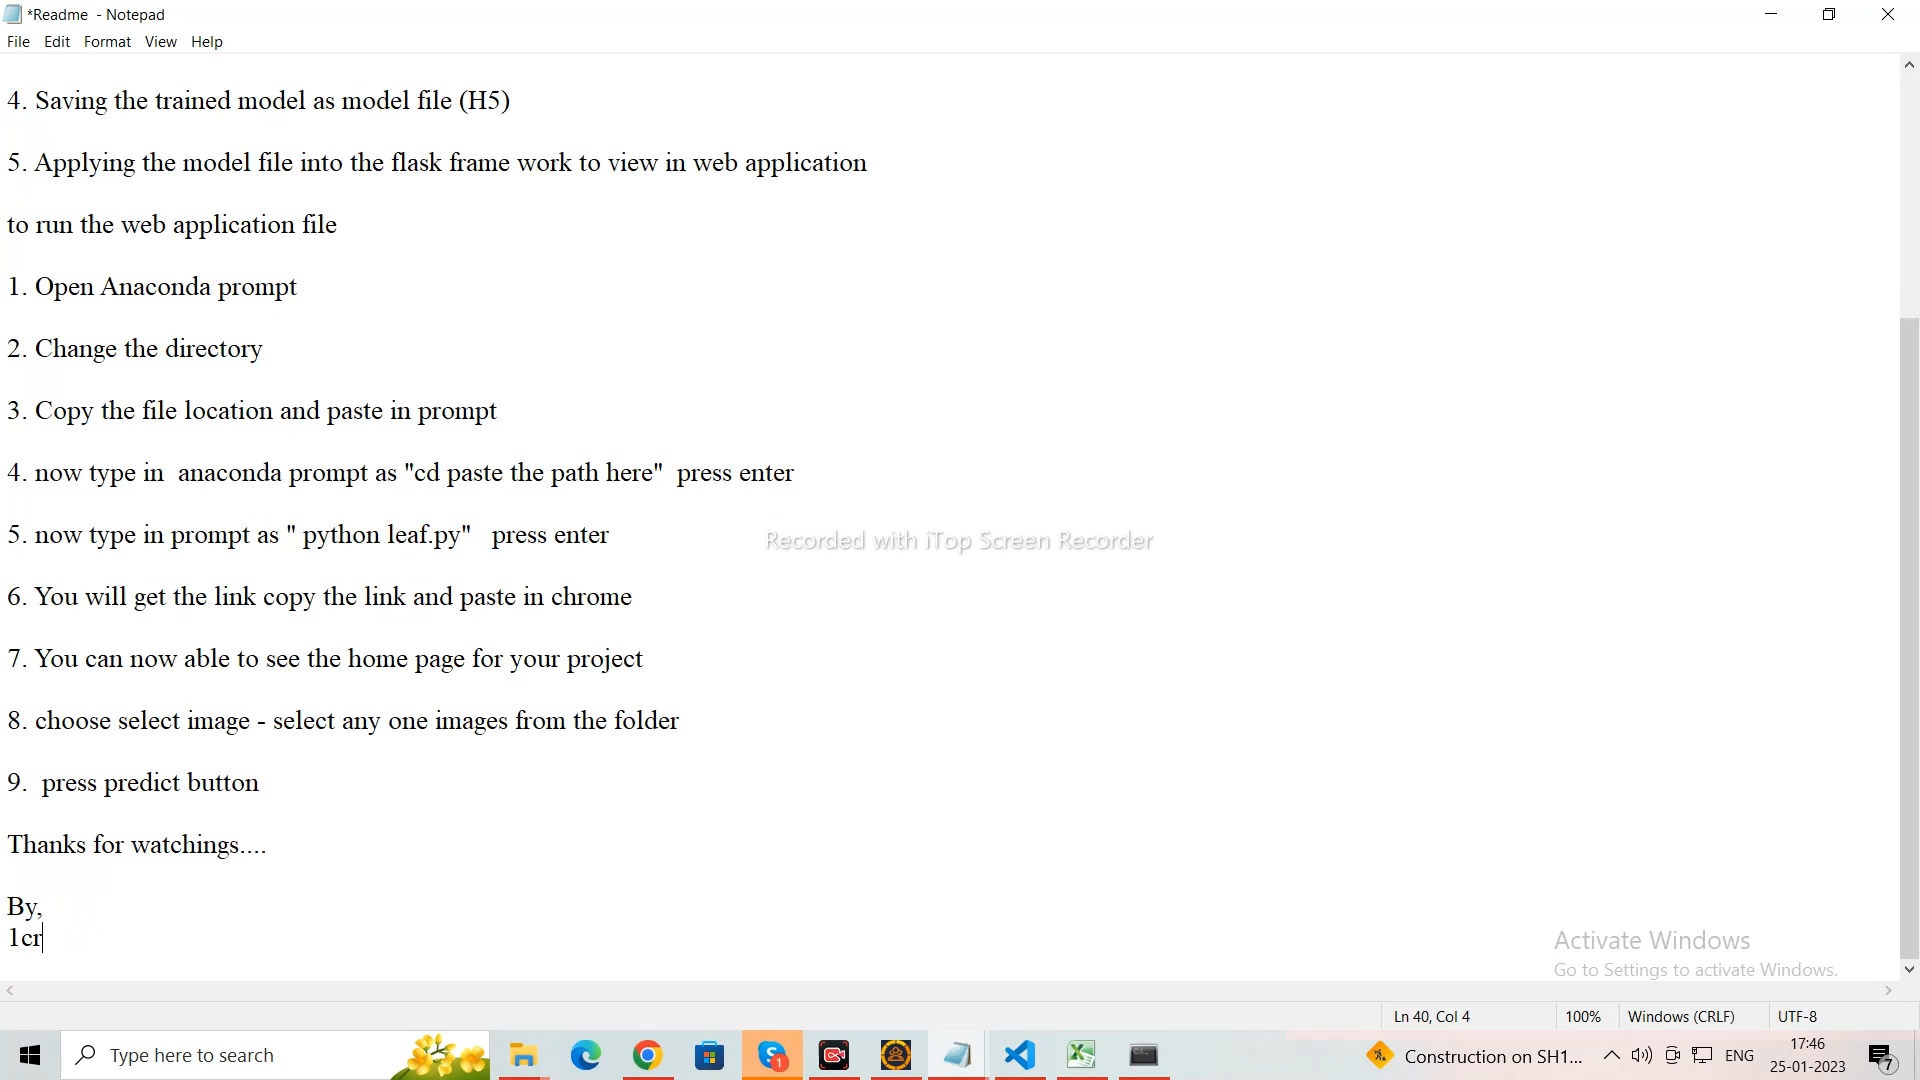 *Readme - Notepad
File Edit Format View Help
4. Saving the trained model as model file (H5)
5. Applying the model file into the flask frame work to view in web application
to run the web application file
1. Open Anaconda prompt
2. Change the directory
3. Copy the file location and paste in prompt
4. now type in  anaconda prompt as "cd paste the path here"  press enter
5. now type in prompt as " python leaf.py"   press enter
Recorded with iTop Screen Recorder
6. You will get the link copy the link and paste in chrome
7. You can now able to see the home page for your project
8. choose select image - select any one images from the folder
9.  press predict button
Thanks for watchings....
By,
1cr
Activate Windows
Go to Settings to activate Windows.
Ln 40, Col 4 100% Windows (CRLF) UTF-8
Type here to search
1
Construction on SH1...
ENG
17:46
25-01-2023
7